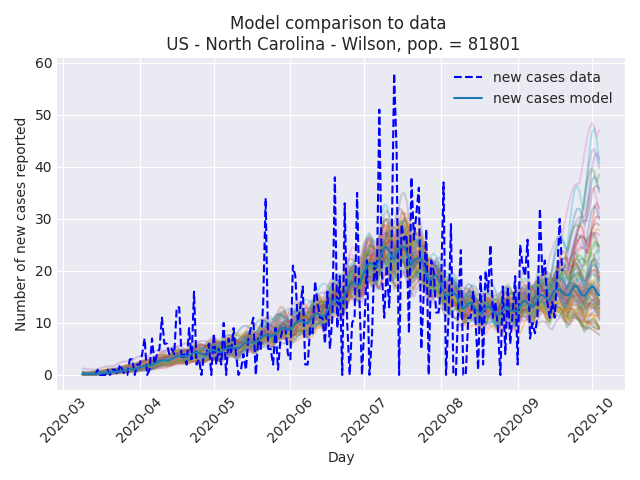 Model comparison to data
US - North Carolina - Wilson, pop. = 81801
new cases data
new cases model
Number of new cases reported
60
50
40
30
20
10
0
2020-03
2020-04
2020-05
2020-06
2020-07
2020-08
2020-09
2020-10
Day